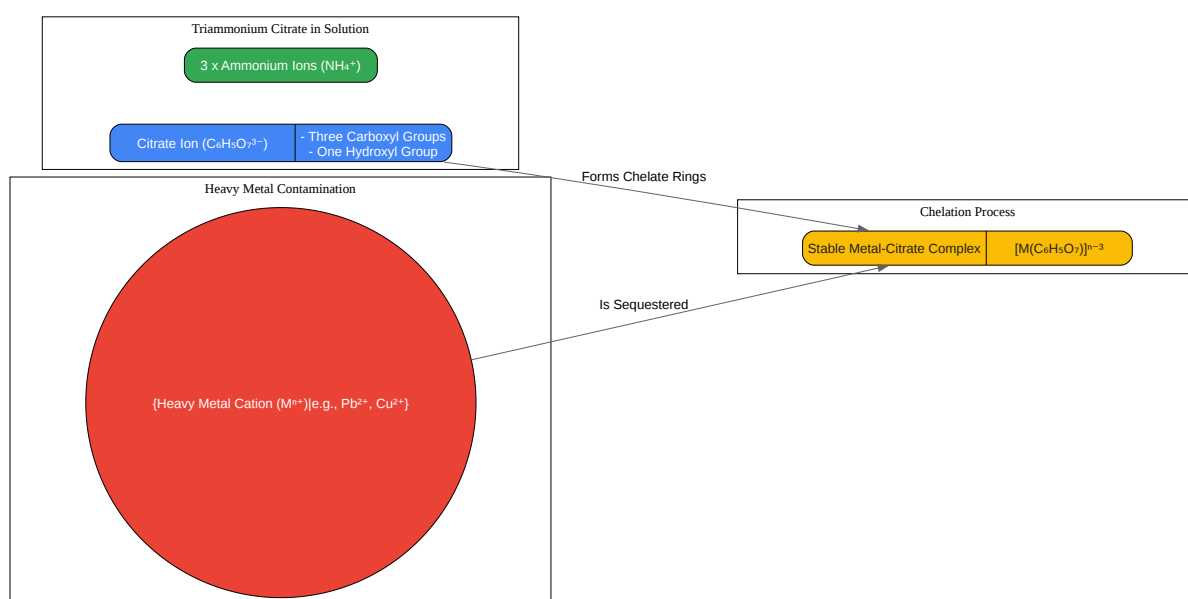 Triammonium Citrate in Solution
3 x Ammonium Ions (NH₄⁺)
Citrate Ion (C₆H₅O₇³⁻)
- Three Carboxyl Groups
- One Hydroxyl Group
Heavy Metal Contamination
{Heavy Metal Cation (Mⁿ⁺)|e.g., Pb²⁺, Cu²⁺}
Forms Chelate Rings
Is Sequestered
Chelation Process
Stable Metal-Citrate Complex
[M(C₆H₅O₇)]ⁿ⁻³